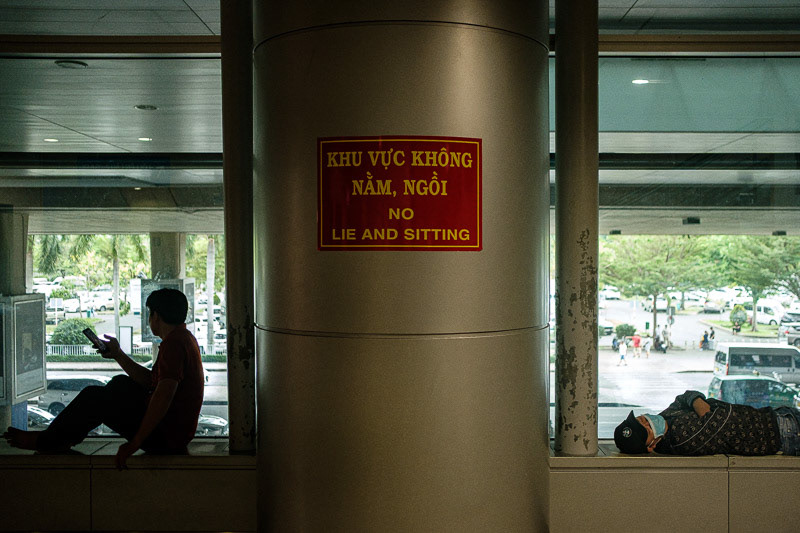 KHU VỰC KHÔNG
NẰM, NGỒI
NO
LIE AND SITTING